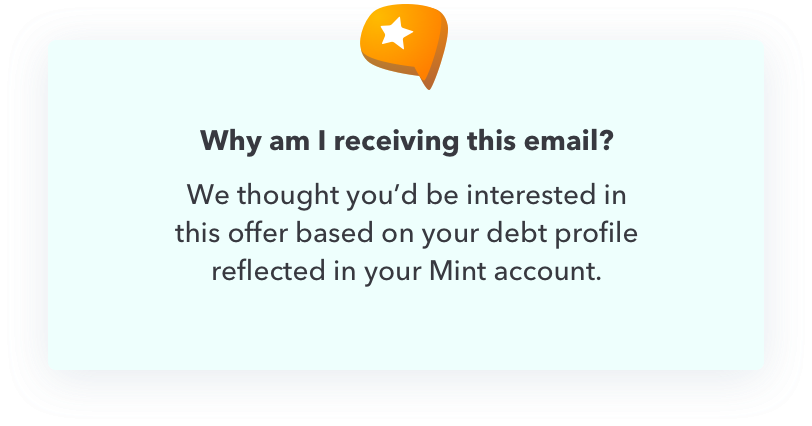 Why am I receiving this email?
We thought you’d be interested in
this offer based on your debt profile
reflected in your Mint account.